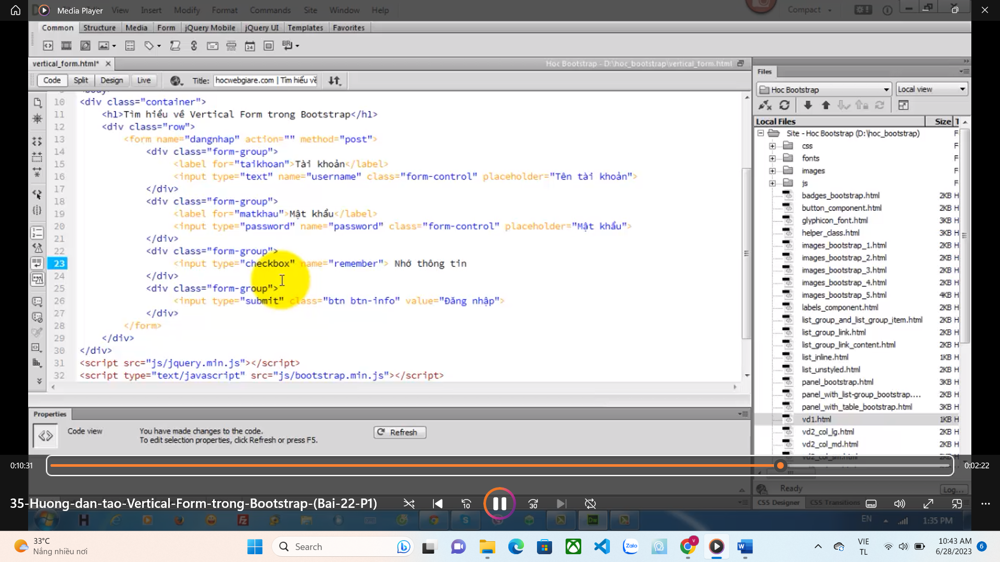 Media Player
View Insert Modify Format Commands Site Window Help
Compact
Common Structure Media Form jQuery Mobile jQuery UI Templates Favorites
vertical_form.html*
Hoc Bootstrap - D:\hoc_bootstrap\vertical_form.html
Code Split Design Live Title: hocwebgiare.com | Tìm hiểu về
10 <div class="container">
11 <h1>Tìm hiểu về Vertical Form trong Bootstrap</h1>
12 <div class="row">
13 <form name="dangnhap" action="" method="post">
14 <div class="form-group">
15 <label for="taikhoan">Tài khoản</label>
16 <input type="text" name="username" class="form-control" placeholder="Tên tài khoản">
17 </div>
18 <div class="form-group">
19 <label for="matkhau">Mật khẩu</label>
20 <input type="password" name="password" class="form-control" placeholder="Mật khẩu">
21 </div>
22 <div class="form-group">
23 <input type="checkbox" name="remember"> Nhớ thông tin
24 </div>
25 <div class="form-group">
26 <input type="submit" class="btn btn-info" value="Đăng nhập">
27 </div>
28 </form>
29 </div>
30 </div>
31 <script src="js/jquery.min.js"></script>
32 <script type="text/javascript" src="js/bootstrap.min.js"></script>
Properties
Code view
You have made changes to the code.
To edit selection properties, click Refresh or press F5.
Refresh
Files
Hoc Bootstrap Local view
Local Files Size T
Site - Hoc Bootstrap (D:\hoc_bootstrap) F
css F
fonts F
images F
js F
badges_bootstrap.html 2KB H
button_component.html 2KB H
glyphicon_font.html 3KB H
helper_class.html 3KB H
images_bootstrap_1.html 2KB H
images_bootstrap_2.html 2KB H
images_bootstrap_3.html 2KB H
images_bootstrap_4.html 2KB H
images_bootstrap_5.html 4KB H
labels_component.html 2KB H
list_group_and_list_group_item.html 2KB H
list_group_link.html 2KB H
list_group_link_content.html 2KB H
list_inline.html 1KB H
list_unstyled.html 2KB H
panel_bootstrap.html 3KB H
panel_with_list-group_bootstrap.... 2KB H
panel_with_table_bootstrap.html 3KB H
vd1.html 1KB H
vd2_col_lg.html 2KB H
vd2_col_md.html 2KB H
vd2_col_sm.html
0:10:31
0:02:22
Ready
Log...
CSS Designer CSS Transitions
35-Huong-dan-tao-Vertical-Form-trong-Bootstrap-(Bai-22-P1)
10
30
EN
1:35 PM
33°C
Nắng nhiều nơi
Search
Zalo
VIE
TL
10:43 AM
6/28/2023
6